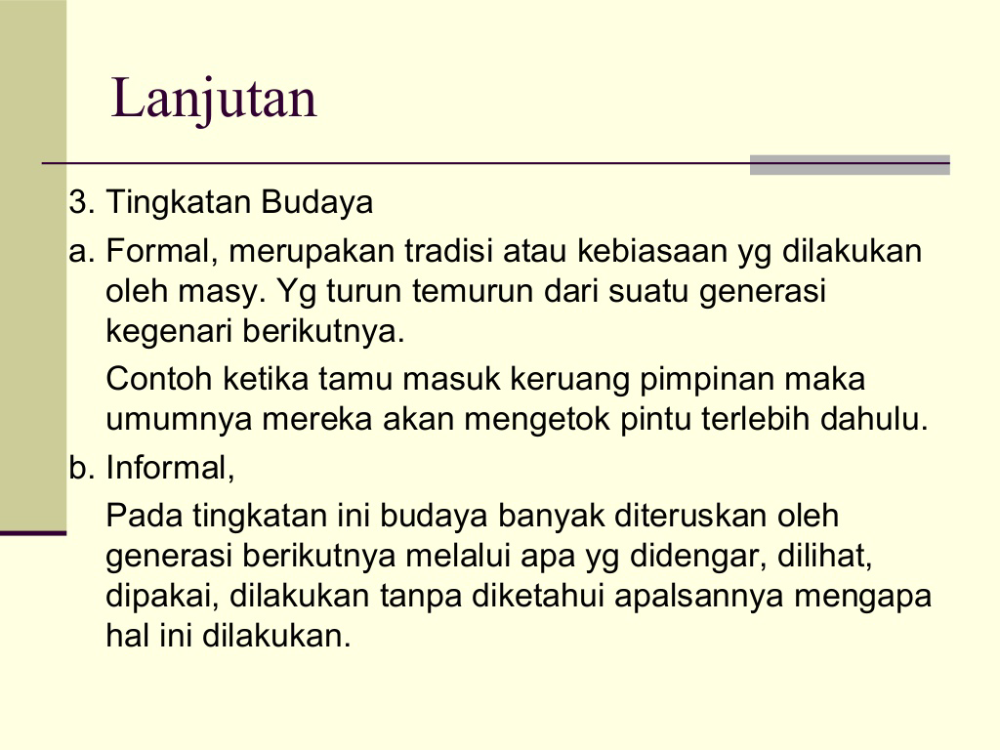 Lanjutan
3. Tingkatan Budaya
a. Formal, merupakan tradisi atau kebiasaan yg dilakukan
oleh masy. Yg turun temurun dari suatu generasi
kegenari berikutnya.
Contoh ketika tamu masuk keruang pimpinan maka
umumnya mereka akan mengetok pintu terlebih dahulu.
b. Informal,
Pada tingkatan ini budaya banyak diteruskan oleh
generasi berikutnya melalui apa yg didengar, dilihat,
dipakai, dilakukan tanpa diketahui apalsannya mengapa
hal ini dilakukan.